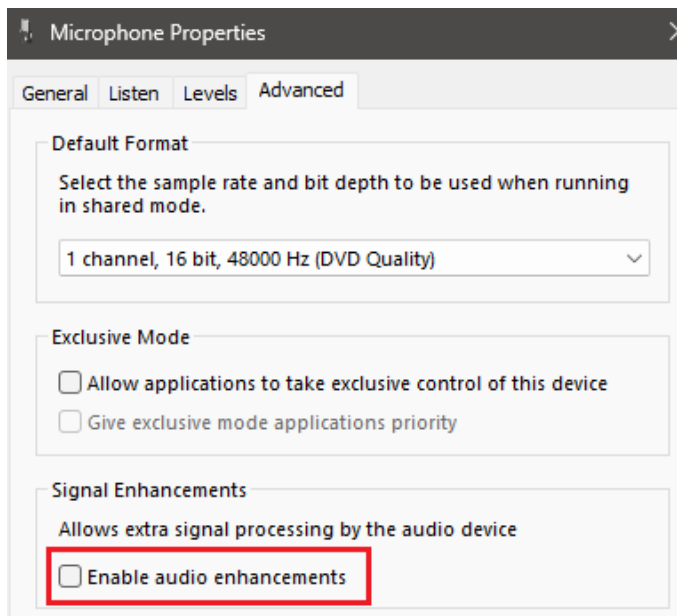 Microphone Properties
General Listen Levels Advanced
Default Format
Select the sample rate and bit depth to be used when running
in shared mode.
1 channel, 16 bit, 48000 Hz (DVD Quality)
Exclusive Mode
Allow applications to take exclusive control of this device
Give exclusive mode applications priority
Signal Enhancements
Allows extra signal processing by the audio device
Enable audio enhancements